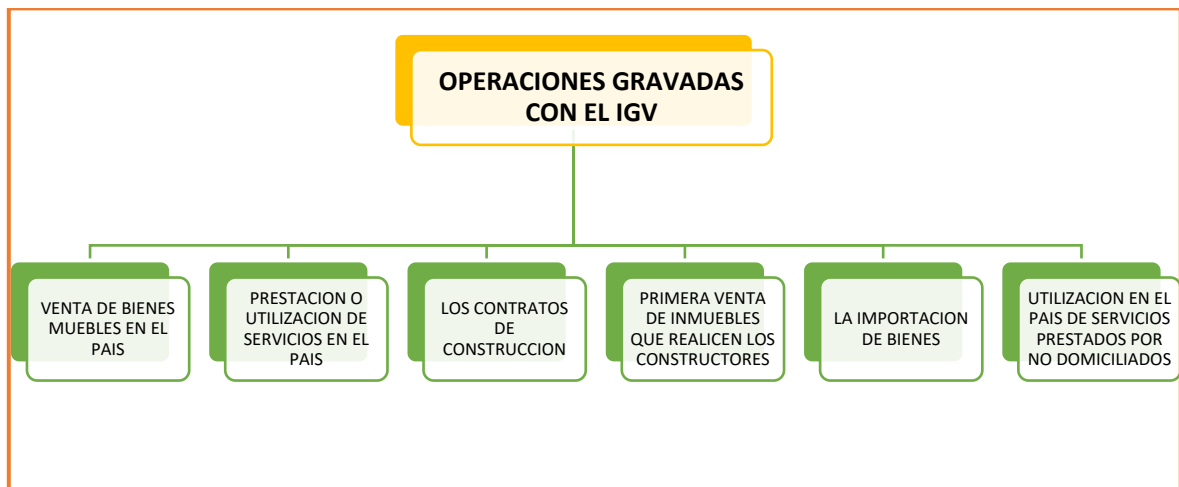 OPERACIONES GRAVADAS
CON EL IGV
VENTA DE BIENES
MUEBLES EN EL
PAIS
PRESTACION O
UTILIZACION DE
SERVICIOS EN EL
PAIS
LOS CONTRATOS
DE
CONSTRUCCION
PRIMERA VENTA
DE INMUEBLES
QUE REALICEN LOS
CONSTRUCTORES
LA IMPORTACION
DE BIENES
UTILIZACION EN EL
PAIS DE SERVICIOS
PRESTADOS POR
NO DOMICILIADOS